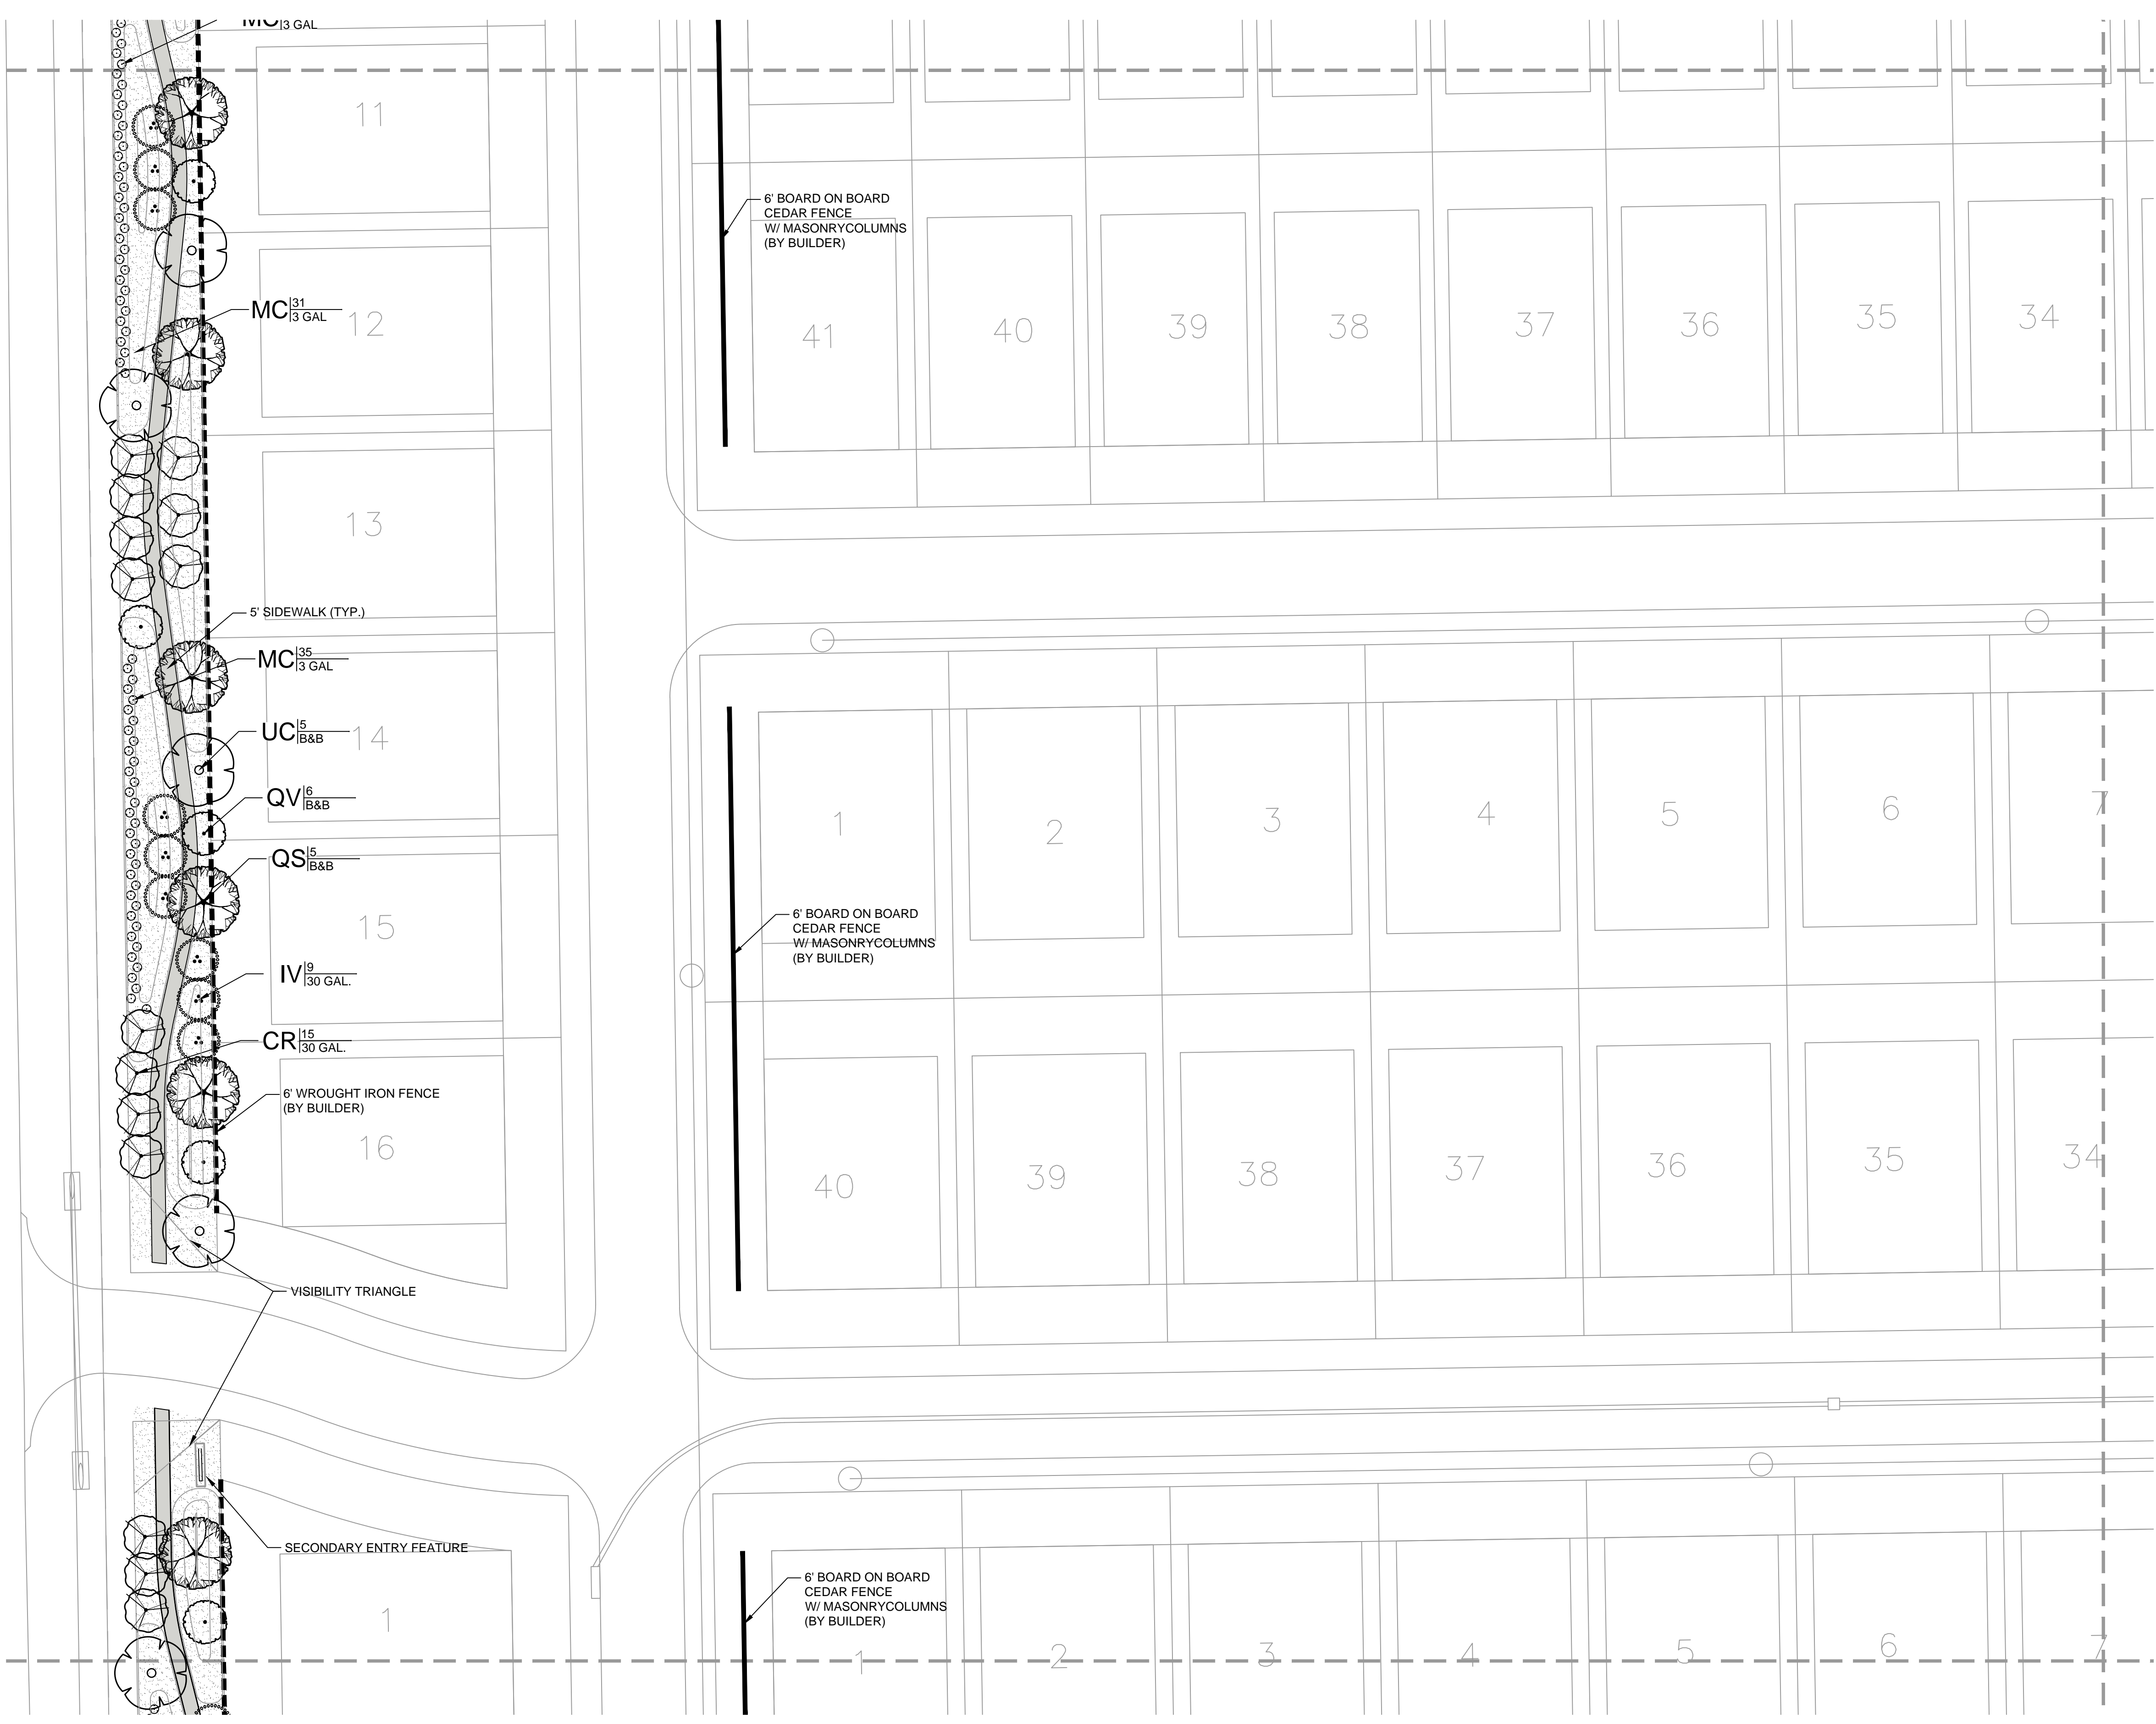 3 GAL
11
6' BOARD ON BOARD
CEDAR FENCE
W/ MASONRYCOLUMNS
(BY BUILDER)
MC 31
3 GAL
12
41
40
39
38
37
36
35
34
13
5' SIDEWALK (TYP.)
MC 35
3 GAL
UC 5
B&B
14
QV 6
B&B
1
2
3
4
5
6
7
QS 5
B&B
15
6' BOARD ON BOARD
CEDAR FENCE
W/ MASONRYCOLUMNS
(BY BUILDER)
IV 9
30 GAL.
CR 15
30 GAL.
6' WROUGHT IRON FENCE
(BY BUILDER)
16
40
39
38
37
36
35
34
VISIBILITY TRIANGLE
SECONDARY ENTRY FEATURE
6' BOARD ON BOARD
CEDAR FENCE
W/ MASONRYCOLUMNS
(BY BUILDER)
1
1
2
3
4
5
6
7